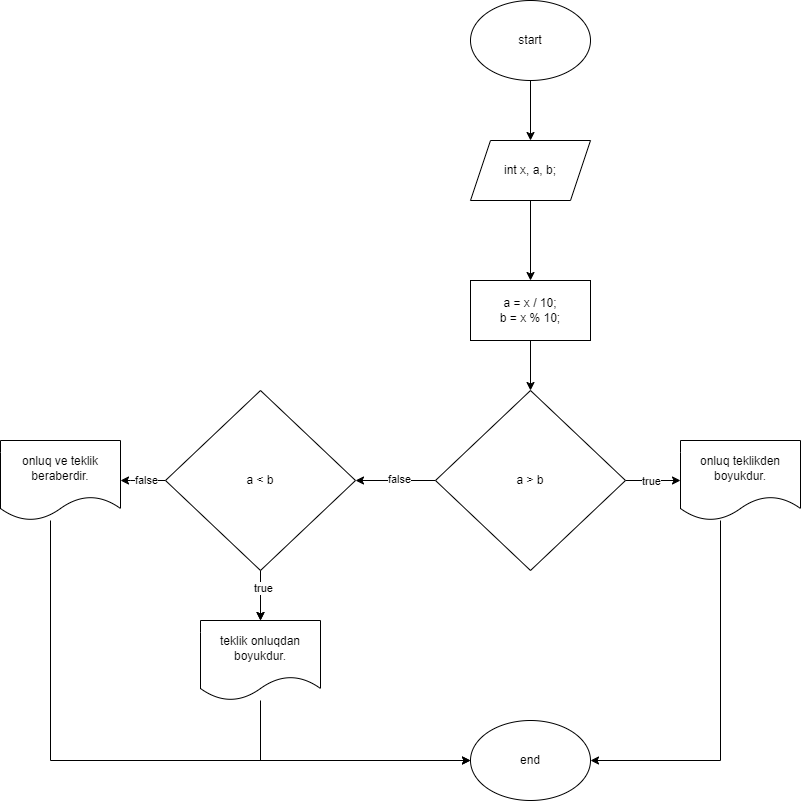 start
int x, a, b;
a = x / 10;
b = x % 10;
a > b
true
onluq teklikden
boyukdur.
false
a < b
false
onluq ve teklik
beraberdir.
true
teklik onluqdan
boyukdur.
end